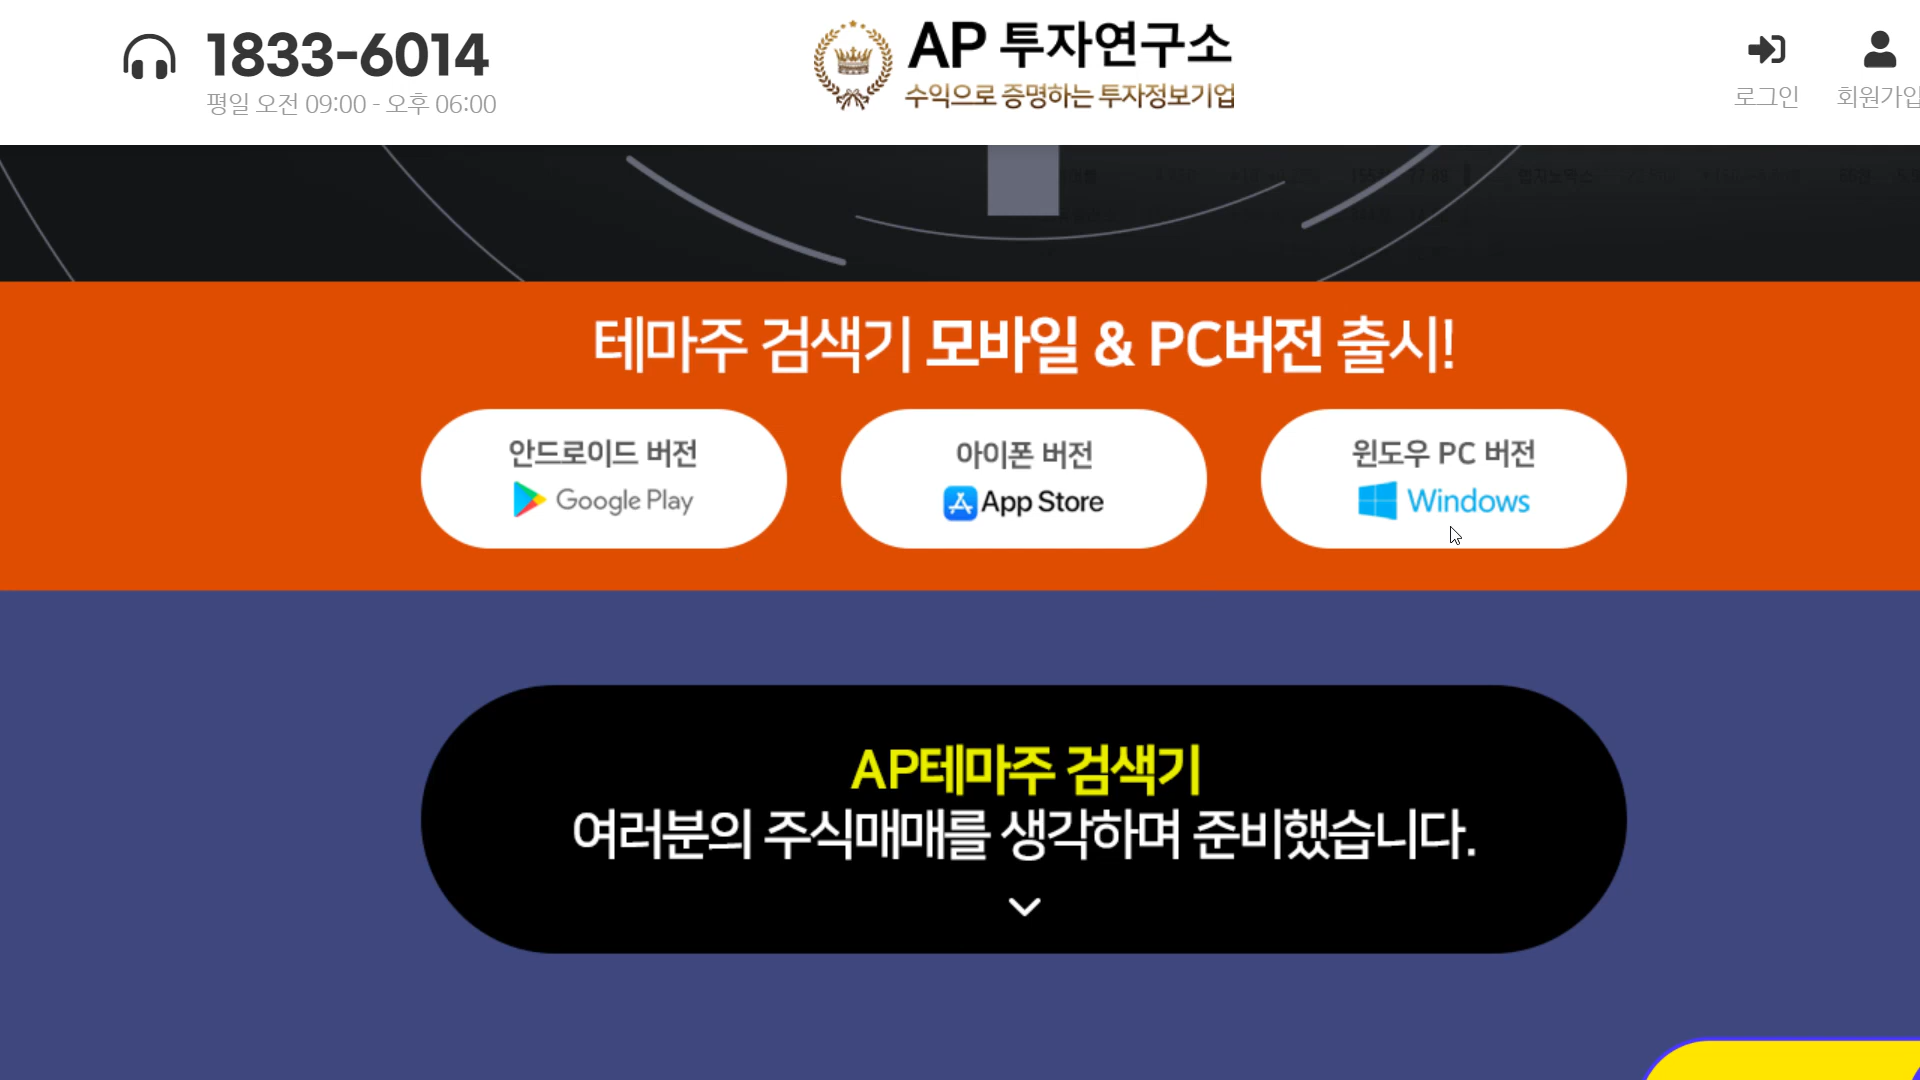 1833-6014
평일 오전 09:00 - 오후 06:00
AP 투자연구소
수익으로 증명하는 투자정보기업
로그인
회원가입
테마주 검색기 모바일 & PC버전 출시!
안드로이드 버전
Google Play
아이폰 버전
App Store
윈도우 PC 버전
Windows
AP테마주 검색기
여러분의 주식매매를 생각하며 준비했습니다.